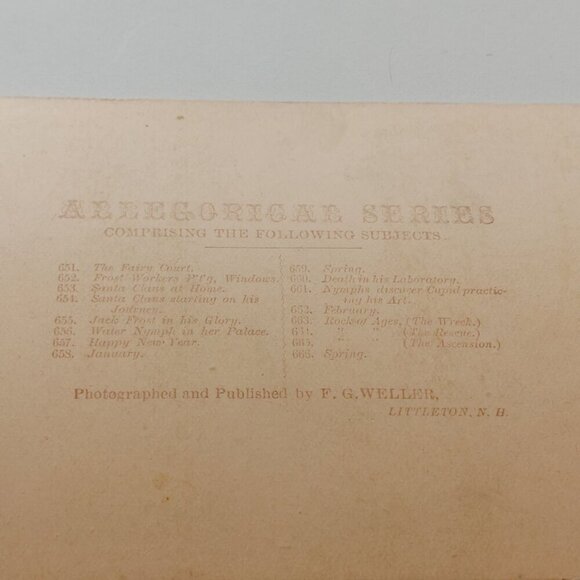 ALLEGORICAL SERIES
COMPRISING THE FOLLOWING SUBJECTS
651. The Fairy Court.
652. Frost Workers P't'g, Windows.
653. Santa Claus at Home.
654. Santa Claus starting on his
Journey.
655. Jack Frost in his Glory.
656. Water Nymph in her Palace.
657. Happy New Year.
658. January.
659. Spring.
660. Death in his Laboratory.
661. Nymphs discover Cupid practic-
ing his Art.
662. February.
663. Rock of Ages, (The Wreck.)
664. " " (The Rescue.)
665. (The Ascension.)
666. Spring.
Photographed and Published by F. G. WELLER,
LITTLETON, N. H.